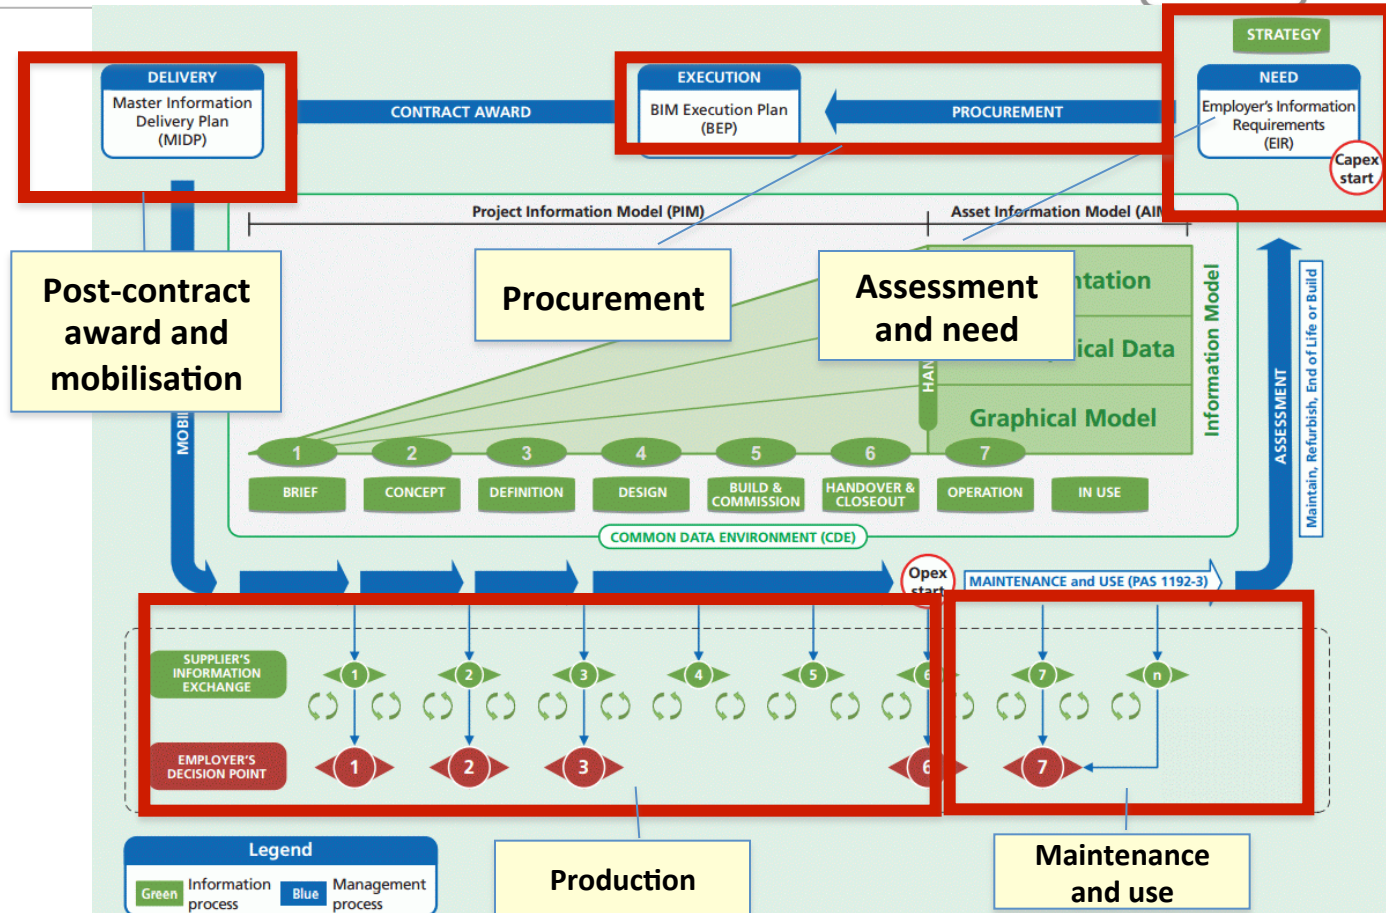 STRATEGY
DELIVERY
Master Information
Delivery Plan
(MIDP)
CONTRACT AWARD
EXECUTION
BIM Execution Plan
(BEP)
PROCUREMENT
NEED
Employer's Information
Requirements
(EIR)
Capex
start
Project Information Model (PIM)
Asset Information Model (AIM
Post-contract
award and
mobilisation
Procurement
Assessment
and need
ntation
ical Data
Graphical Model
HAN
Information Model
MOBI
ASSESSMENT
Maintain, Refurbish, End of Life or Build
1 2 3 4 5 6 7
BRIEF
CONCEPT
DEFINITION
DESIGN
BUILD &
COMMISSION
HANDOVER &
CLOSEOUT
OPERATION
IN USE
COMMON DATA ENVIRONMENT (CDE)
Opex
start
MAINTENANCE and USE (PAS 1192-3)
SUPPLIER'S
INFORMATION
EXCHANGE
1 2 3 4 5 6 7 n
EMPLOYER'S
DECISION POINT
1 2 3 6 7
Legend
Green Information
process
Blue Management
process
Production
Maintenance
and use